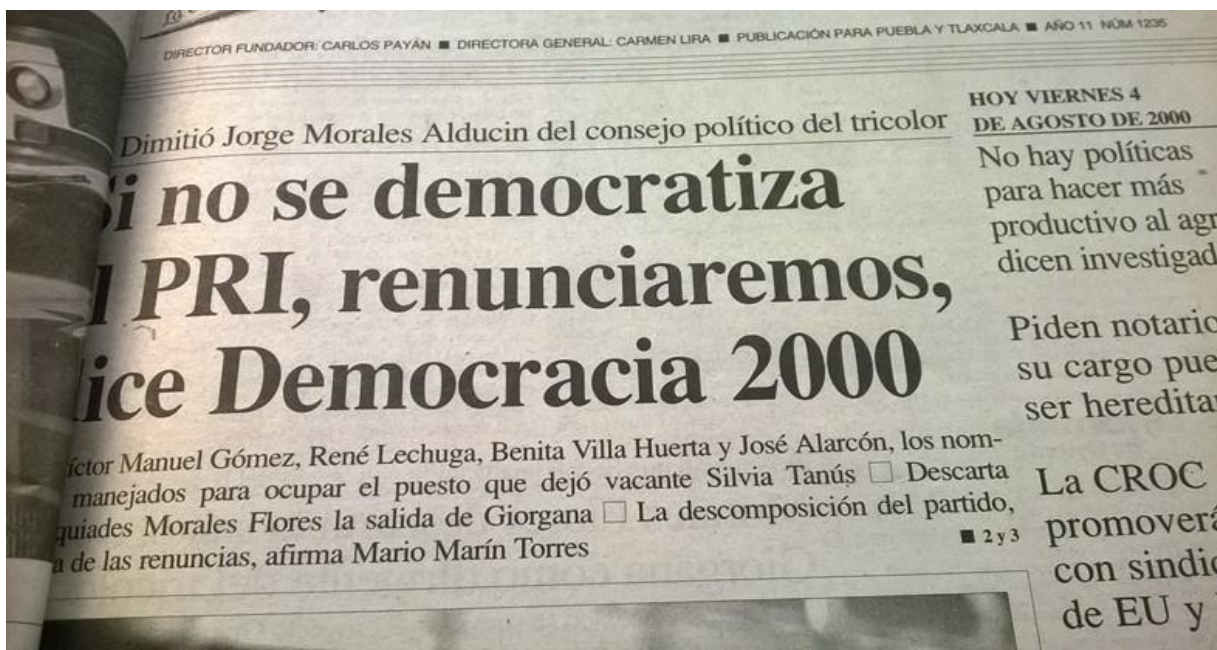 DIRECTOR FUNDADOR: CARLOS PAYÁN ■ DIRECTORA GENERAL: CARMEN LIRA ■ PUBLICACIÓN PARA PUEBLA Y TLAXCALA ■ AÑO 11 NÚM 1235
Dimitió Jorge Morales Alducin del consejo político del tricolor
i no se democratiza
l PRI, renunciaremos,
ice Democracia 2000
íctor Manuel Gómez, René Lechuga, Benita Villa Huerta y José Alarcón, los nom-
manejados para ocupar el puesto que dejó vacante Silvia Tanús □ Descarta
quiades Morales Flores la salida de Giorgana □ La descomposición del partido,
a de las renuncias, afirma Mario Marín Torres
■ 2 y 3
HOY VIERNES 4
DE AGOSTO DE 2000
No hay políticas
para hacer más
productivo al agr
dicen investigad
Piden notario
su cargo pue
ser heredita
La CROC
promoverá
con sindic
de EU y